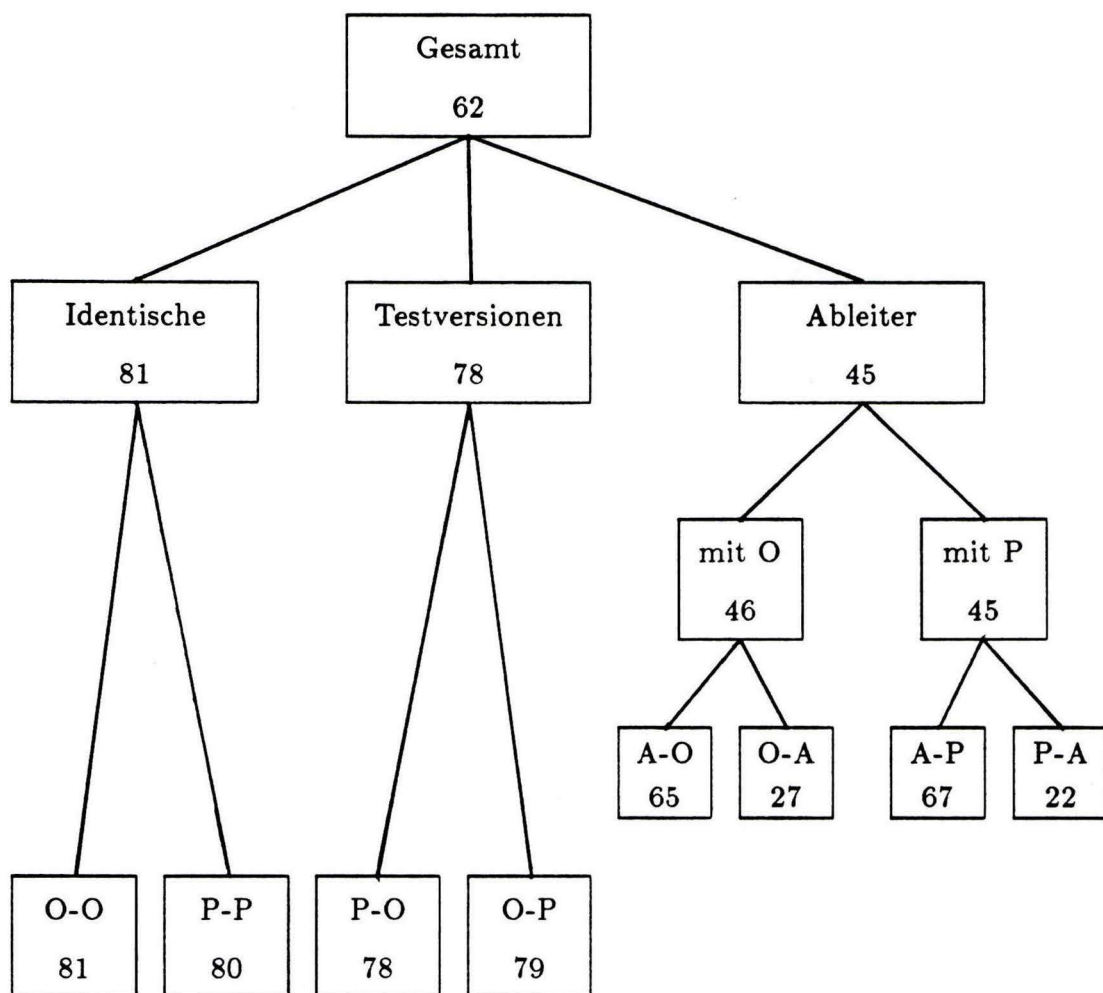 Gesamt
62
Identische
81
Testversionen
78
Ableiter
45
mit O
46
mit P
45
A-O
65
O-A
27
A-P
67
P-A
22
O-O
81
P-P
80
P-O
78
O-P
79